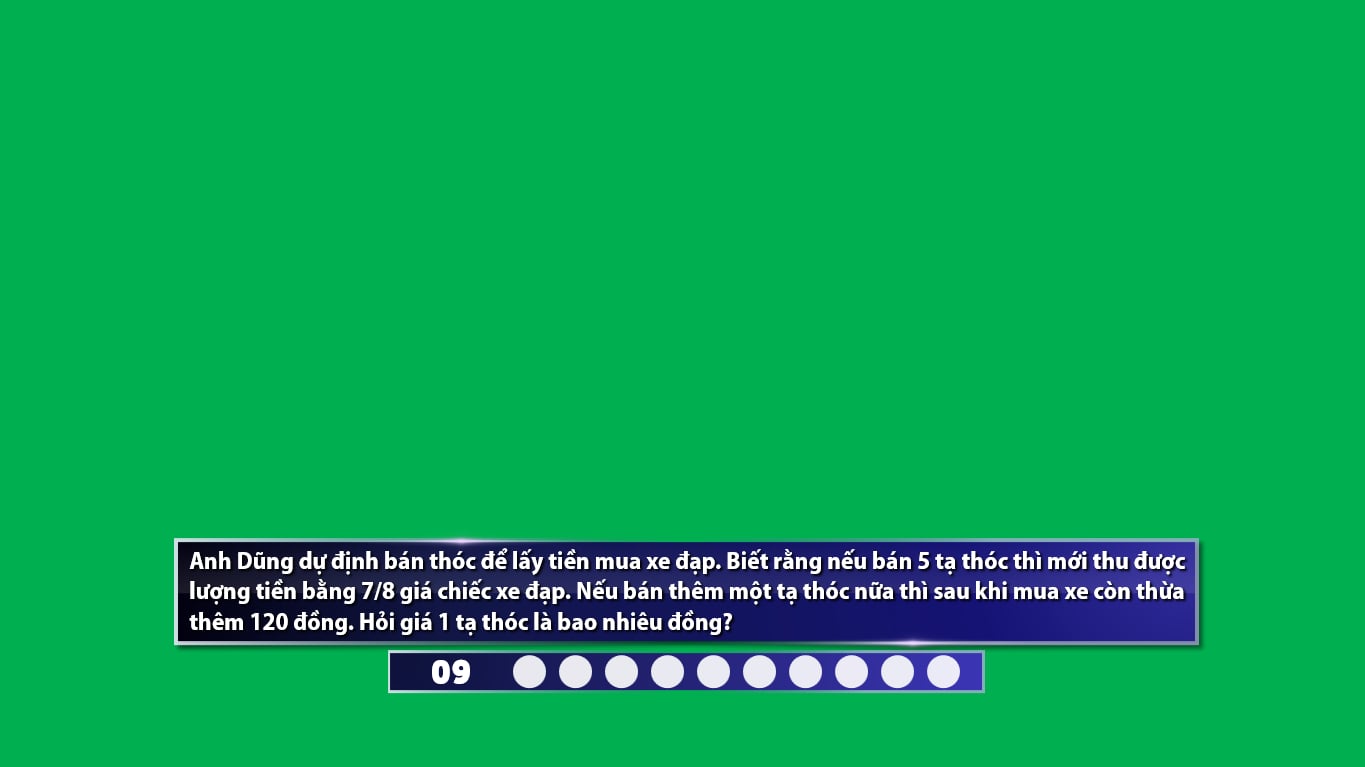 Anh Dũng dự định bán thóc để lấy tiền mua xe đạp. Biết rằng nếu bán 5 tạ thóc thì mới thu được
lượng tiền bằng 7/8 giá chiếc xe đạp. Nếu bán thêm một tạ thóc nữa thì sau khi mua xe còn thừa
thêm 120 đồng. Hỏi giá 1 tạ thóc là bao nhiêu đồng?
09